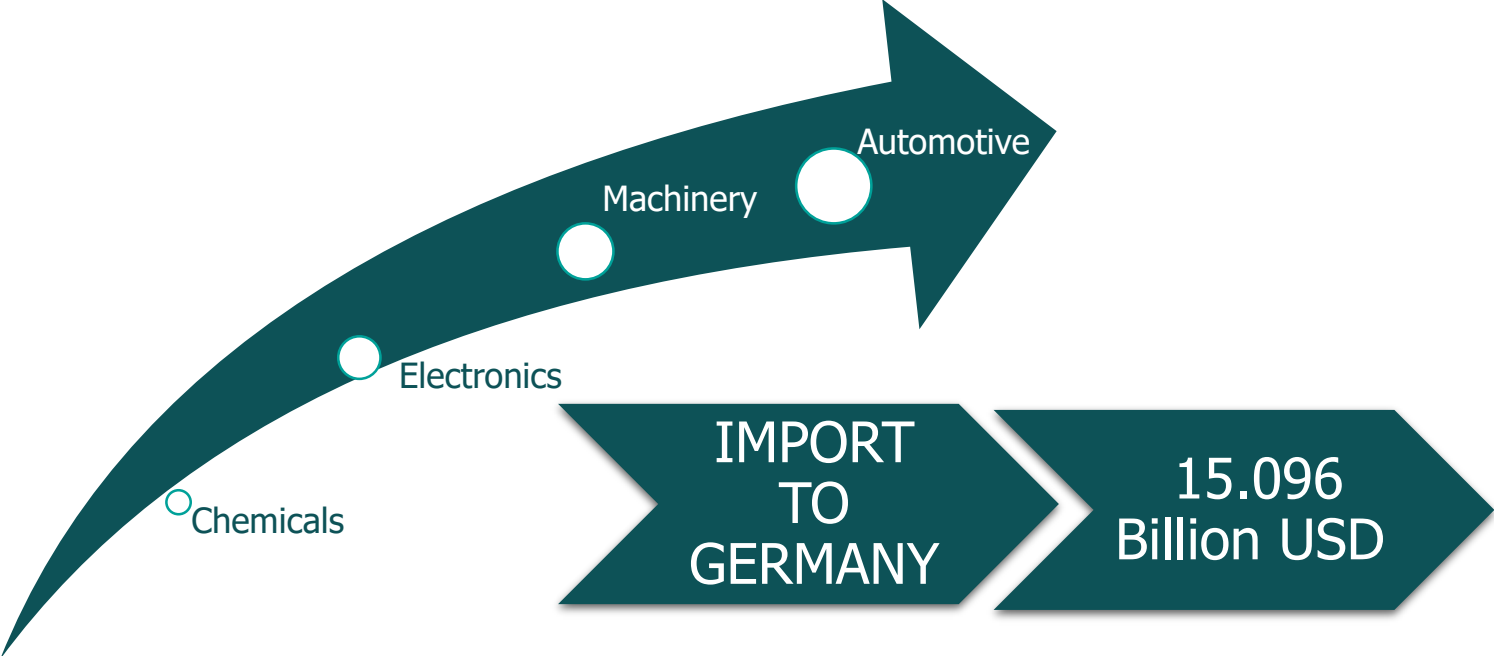 Automotive
Machinery
Electronics
Chemicals
IMPORT
TO
GERMANY
15.096
Billion USD